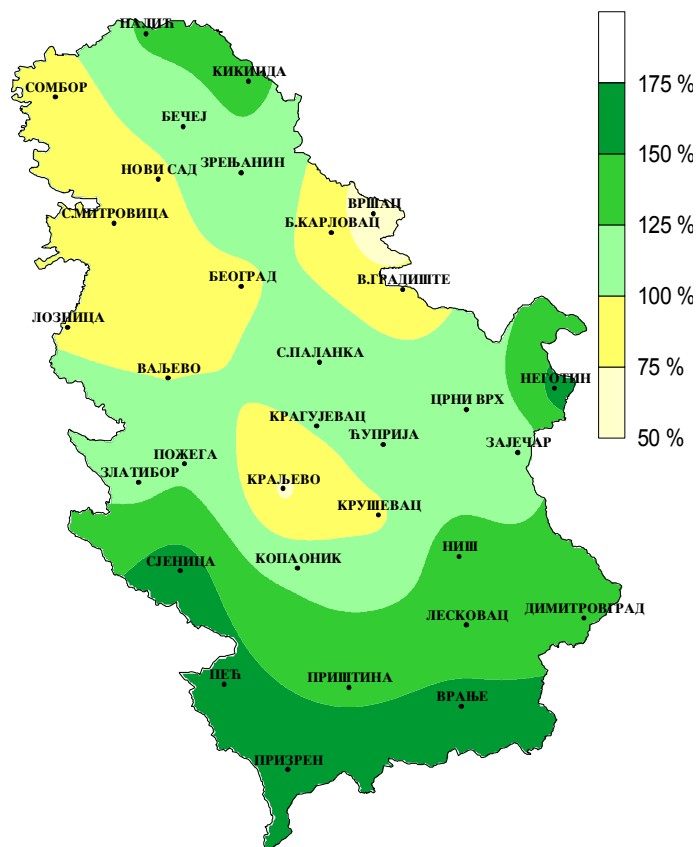 ПАЛИЋ
КИКИНДА
СОМБОР
БЕЧЕЈ
ЗРЕЊАНИН
НОВИ САД
С.МИТРОВИЦА
ВРШАЦ
Б.КАРЛОВАЦ
БЕОГРАД
В.ГРАДИШТЕ
ЛОЗНИЦА
С.ПАЛАНКА
ВАЉЕВО
НЕГОТИН
ЦРНИ ВРХ
КРАГУЈЕВАЦ
ЋУПРИЈА
ЗАЈЕЧАР
ПОЖЕГА
ЗЛАТИБОР
КРАЉЕВО
КРУШЕВАЦ
НИШ
КОПАОНИК
СЈЕНИЦА
ДИМИТРОВГРАД
ЛЕСКОВАЦ
ПЕЋ
ПРИШТИНА
ВРАЊЕ
ПРИЗРЕН
175 %
150 %
125 %
100 %
75 %
50 %